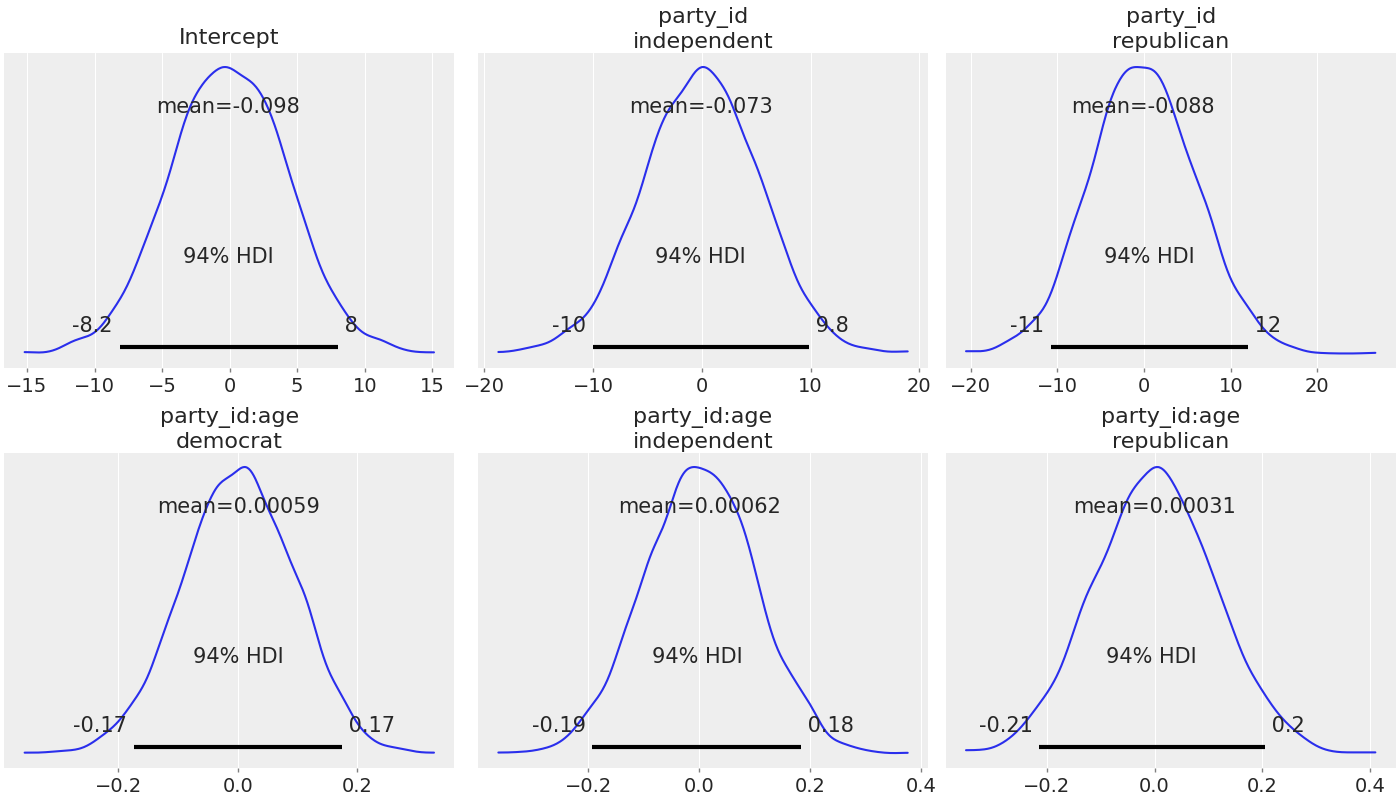 Intercept
mean=-0.098
94% HDI
-8.2
8
−15
−10
−5
0
5
10
15
party_id
independent
mean=-0.073
94% HDI
-10
9.8
−20
−10
0
10
20
party_id
republican
mean=-0.088
94% HDI
-11
12
−20
−10
0
10
20
party_id:age
democrat
mean=0.00059
94% HDI
-0.17
0.17
−0.2
0.0
0.2
party_id:age
independent
mean=0.00062
94% HDI
-0.19
0.18
−0.2
0.0
0.2
0.4
party_id:age
republican
mean=0.00031
94% HDI
-0.21
0.2
−0.2
0.0
0.2
0.4